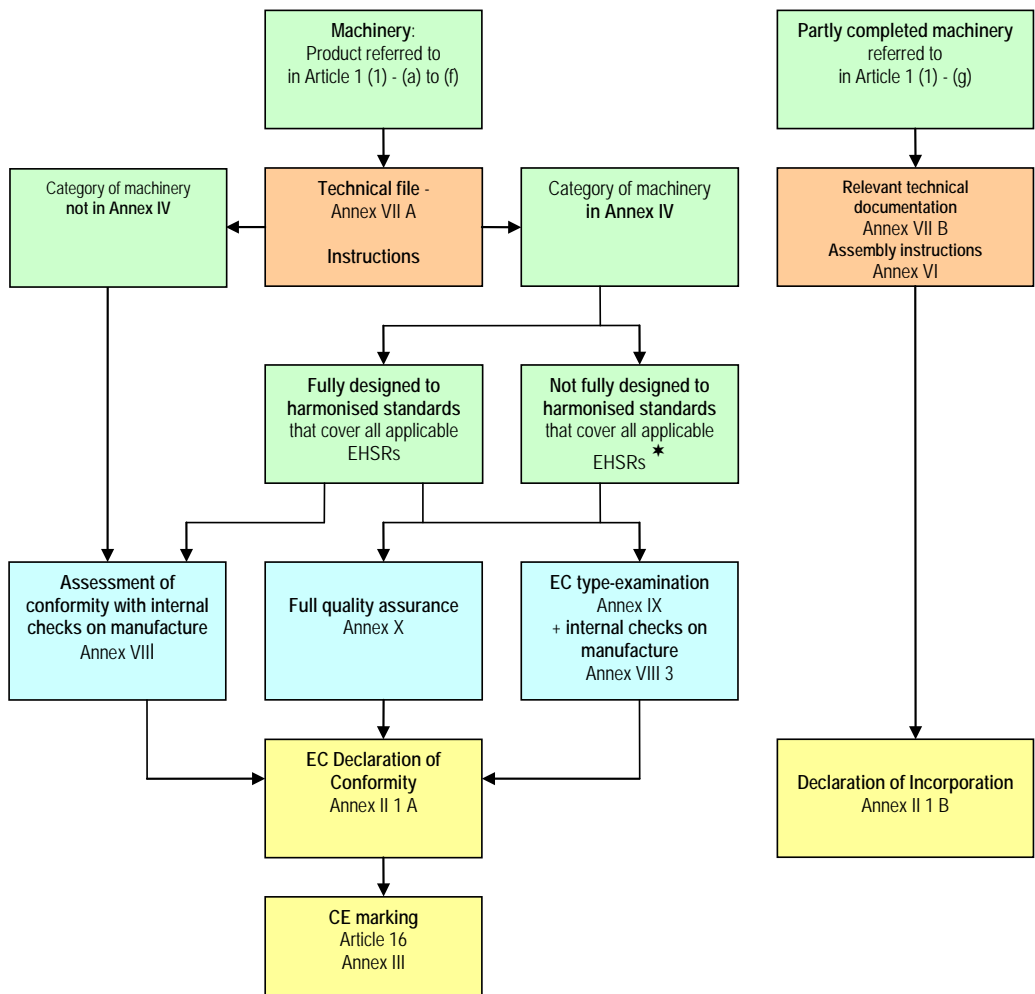 Machinery:
Product referred to
in Article 1 (1) - (a) to (f)
Partly completed machinery
referred to
in Article 1 (1) - (g)
Category of machinery
not in Annex IV
Technical file -
Annex VII A
Instructions
Category of machinery
in Annex IV
Relevant technical
documentation
Annex VII B
Assembly instructions
Annex VI
Fully designed to
harmonised standards
that cover all applicable
EHSRs
Not fully designed to
harmonised standards
that cover all applicable
EHSRs ★
Assessment of
conformity with internal
checks on manufacture
Annex VIII
Full quality assurance
Annex X
EC type-examination
Annex IX
+ internal checks on
manufacture
Annex VIII 3
EC Declaration of
Conformity
Annex II 1 A
Declaration of Incorporation
Annex II 1 B
CE marking
Article 16
Annex III